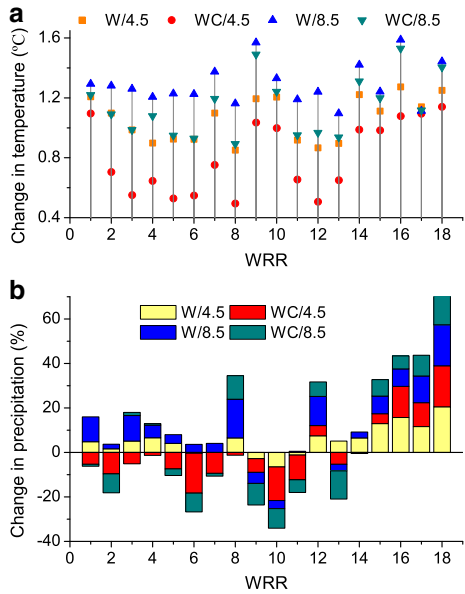 a
W/4.5 WC/4.5 W/8.5 WC/8.5
Change in temperature (℃)
1.6
1.2
0.8
0.4
0 2 4 6 8 10 12 14 16 18
WRR
b
W/4.5 WC/4.5
W/8.5 WC/8.5
Change in precipitation (%)
60
40
20
0
-20
-40
0 2 4 6 8 10 12 14 16 18
WRR